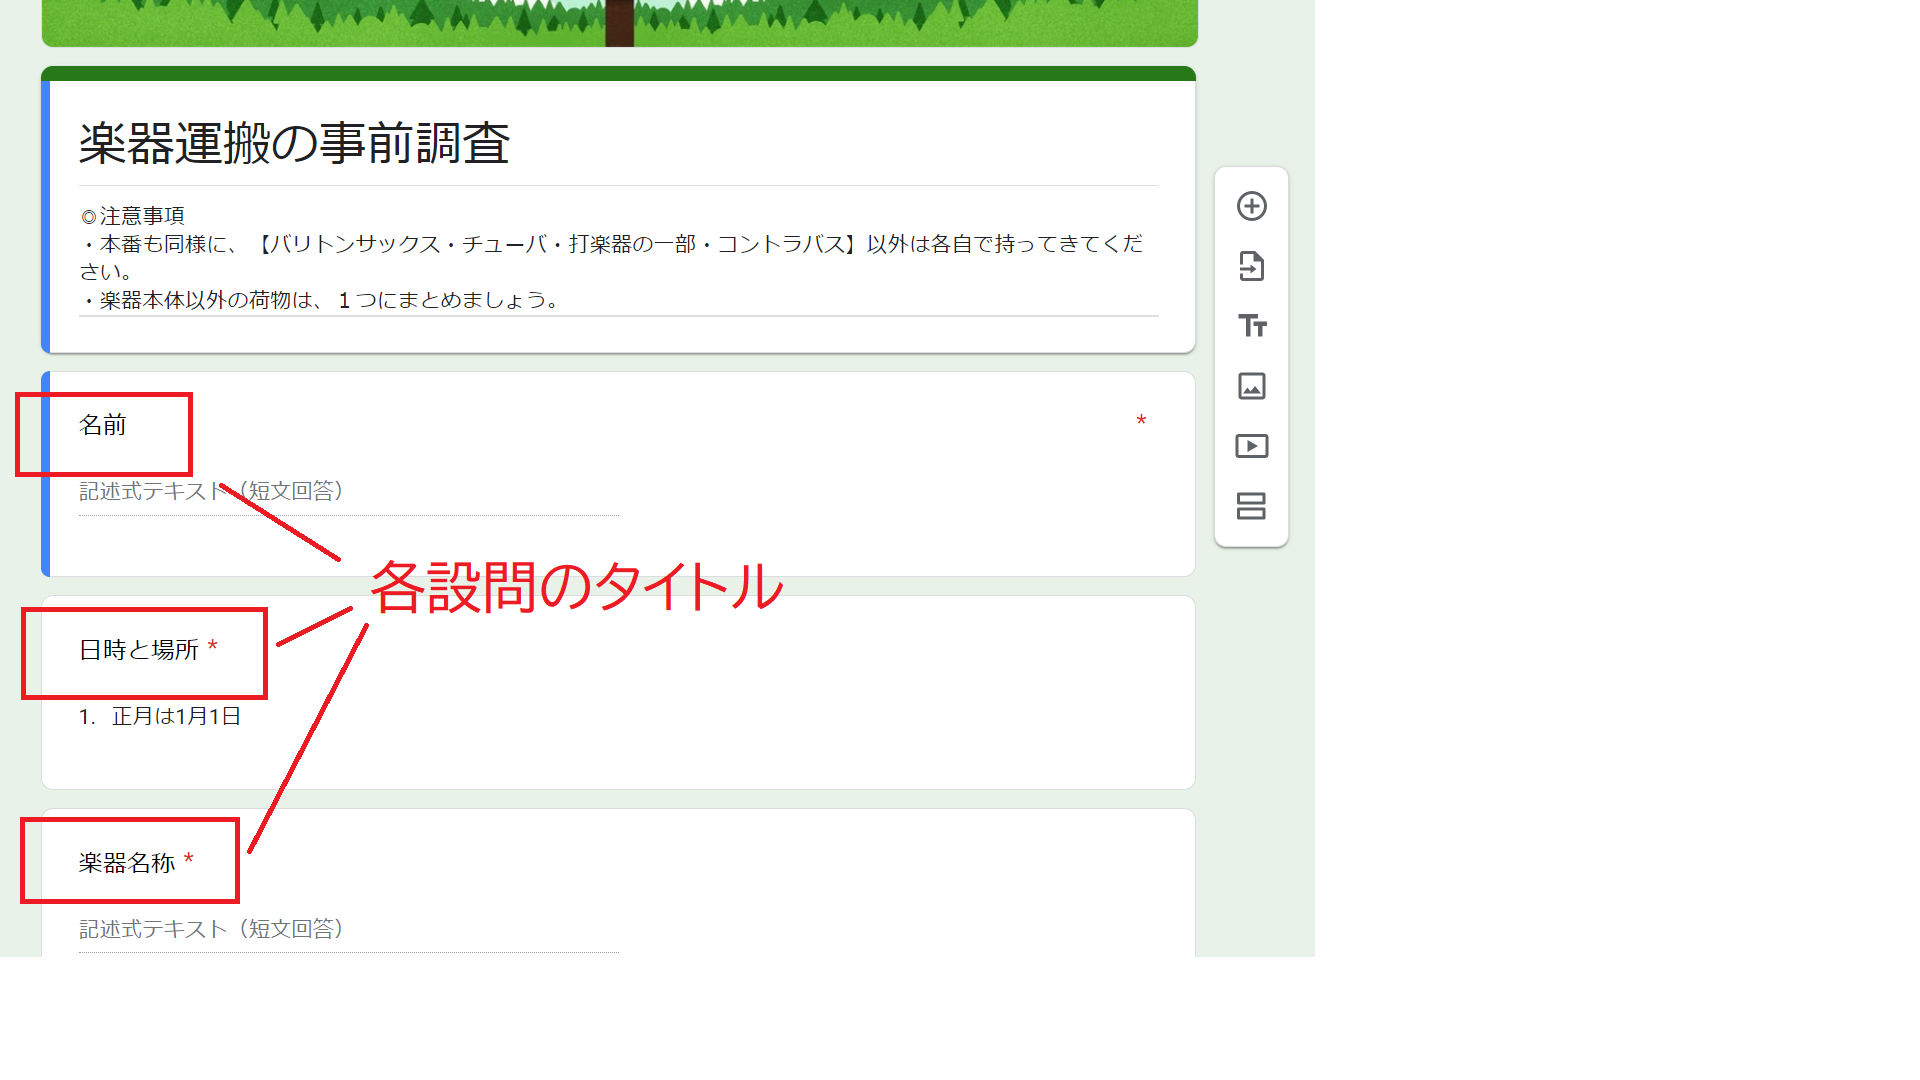 楽器運搬の事前調査
◎注意事項
・本番も同様に、【バリトンサックス・チューバ・打楽器の一部・コントラバス】以外は各自で持ってきてくだ
さい。
・楽器本体以外の荷物は、１つにまとめましょう。
名前 *
記述式テキスト（短文回答）
各設問のタイトル
日時と場所 *
1. 正月は1月1日
楽器名称 *
記述式テキスト（短文回答）